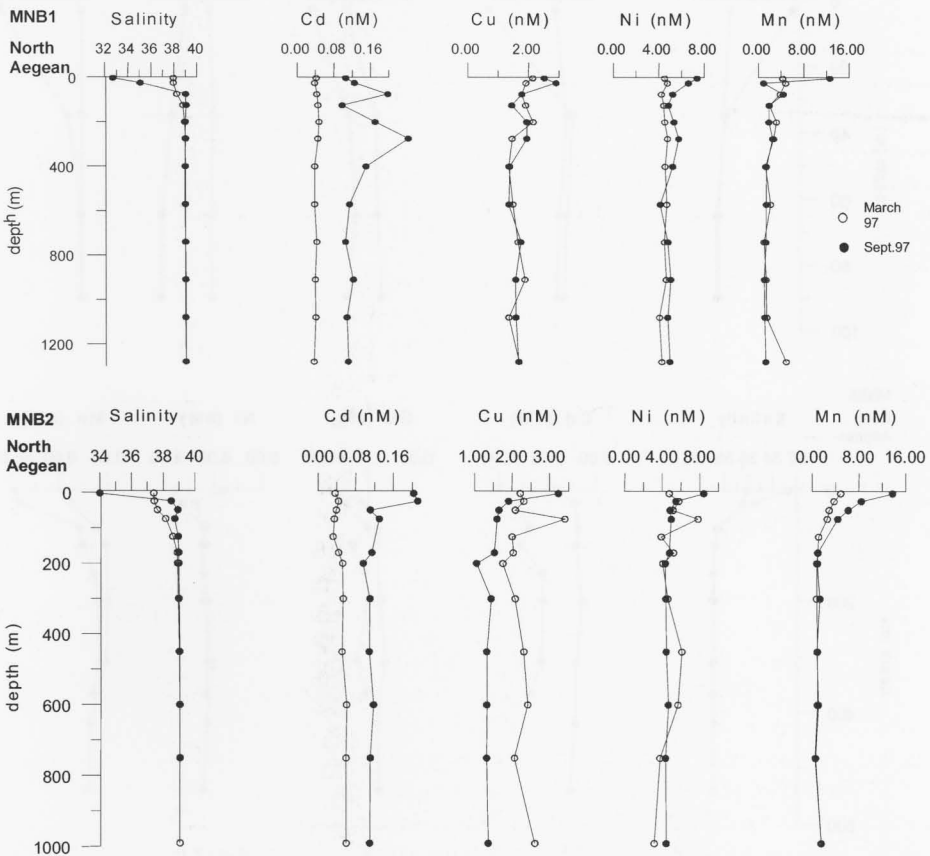 MNB1 Salinity Cd (nM) Cu (nM) Ni (nM) Mn (nM)
North Aegean
32 34 36 38 40 0.00 0.08 0.16 0.00 2.00 0.00 4.00 8.00 0.00 8.00 16.00
0
400
800
1200
depth (m)
March 97
Sept.97
MNB2 Salinity Cd (nM) Cu (nM) Ni (nM) Mn (nM)
North Aegean
34 36 38 40 0.00 0.08 0.16 1.00 2.00 3.00 0.00 4.00 8.00 0.00 8.00 16.00
0
200
400
600
800
1000
depth (m)